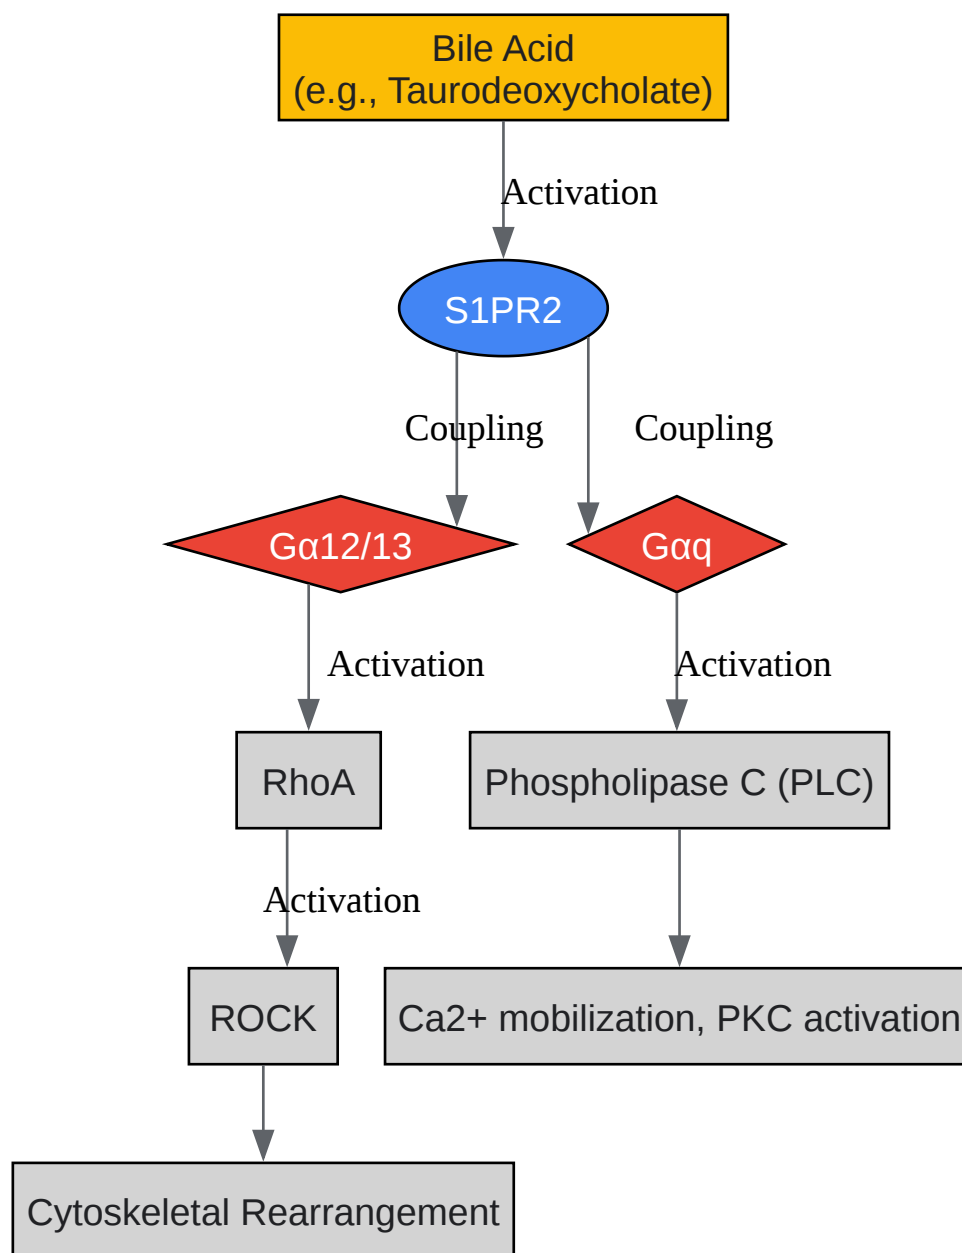 Bile Acid
(e.g., Taurodeoxycholate)
Activation
S1PR2
Coupling
Coupling
Gα12/13
Gαq
Activation
Activation
RhoA
Phospholipase C (PLC)
Activation
ROCK
Ca2+ mobilization, PKC activation
Cytoskeletal Rearrangement